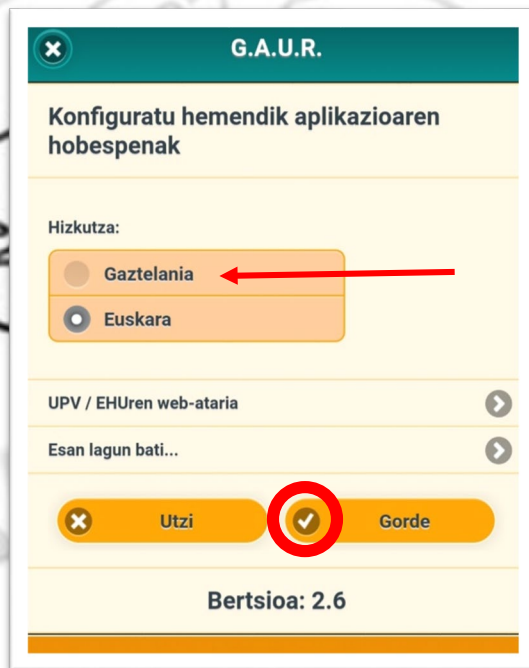 G.A.U.R.
Konfiguratu hemendik aplikazioaren
hobespenak
Hizkutza:
Gaztelania
Euskara
UPV / EHUren web-ataria
Esan lagun bati...
Utzi
Gorde
Bertsioa: 2.6